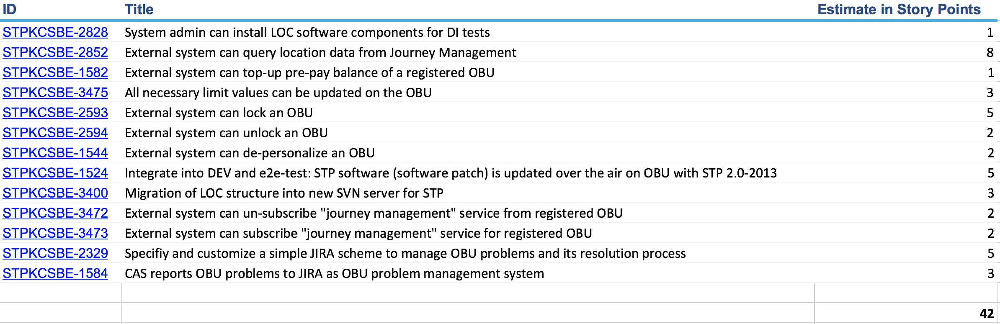 ID Title Estimate in Story Points
STPKCSBE-2828 System admin can install LOC software components for DI tests 1
STPKCSBE-2852 External system can query location data from Journey Management 8
STPKCSBE-1582 External system can top-up pre-pay balance of a registered OBU 1
STPKCSBE-3475 All necessary limit values can be updated on the OBU 3
STPKCSBE-2593 External system can lock an OBU 5
STPKCSBE-2594 External system can unlock an OBU 2
STPKCSBE-1544 External system can de-personalize an OBU 2
STPKCSBE-1524 Integrate into DEV and e2e-test: STP software (software patch) is updated over the air on OBU with STP 2.0-2013 5
STPKCSBE-3400 Migration of LOC structure into new SVN server for STP 3
STPKCSBE-3472 External system can un-subscribe "journey management" service from registered OBU 2
STPKCSBE-3473 External system can subscribe "journey management" service for registered OBU 2
STPKCSBE-2329 Specifiy and customize a simple JIRA scheme to manage OBU problems and its resolution process 5
STPKCSBE-1584 CAS reports OBU problems to JIRA as OBU problem management system 3
42